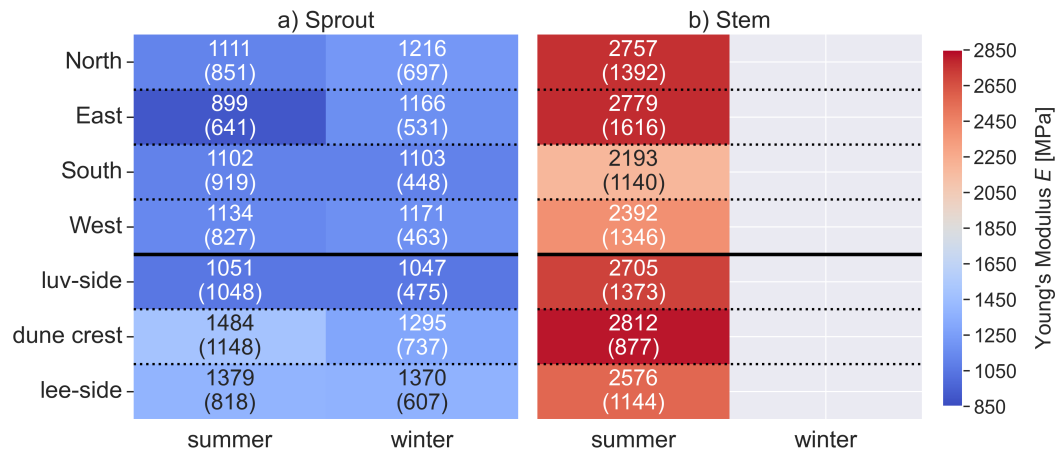 a) Sprout b) Stem
North 1111 1216 2757 2850
(851) (697) (1392) 2650
East 899 1166 2779
(641) (531) (1616) 2450
South 1102 1103 2193 2250
(919) (448) (1140) 2050
West 1134 1171 2392 1850
(827) (463) (1346)
luv-side 1051 1047 2705 1650
(1048) (475) (1373) 1450
dune crest 1484 1295 2812 1250
(1148) (737) (877)
lee-side 1379 1370 2576 1050
(818) (607) (1144) 850
Young's Modulus E [MPa]
summer winter summer winter